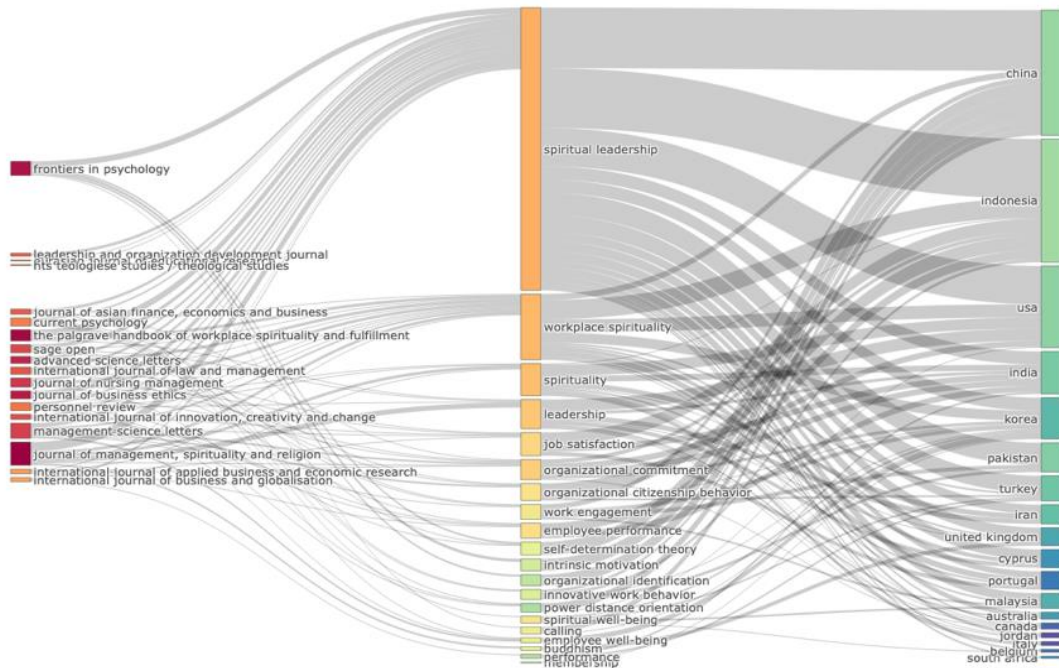 frontiers in psychology
leadership and organization development journal
eurasian journal of educational research
hts teologiese studies / theological studies
journal of asian finance, economics and business
current psychology
the palgrave handbook of workplace spirituality and fulfillment
sage open
advanced science letters
international journal of law and management
journal of nursing management
journal of business ethics
personnel review
international journal of innovation, creativity and change
management science letters
journal of management, spirituality and religion
international journal of applied business and economic research
international journal of business and globalisation
spiritual leadership
workplace spirituality
spirituality
leadership
job satisfaction
organizational commitment
organizational citizenship behavior
work engagement
employee performance
self-determination theory
intrinsic motivation
organizational identification
innovative work behavior
power distance orientation
spiritual well-being
calling
employee well-being
buddhism
performance
membership
china
indonesia
usa
india
korea
pakistan
turkey
iran
united kingdom
cyprus
portugal
malaysia
australia
canada
jordan
italy
belgium
south africa